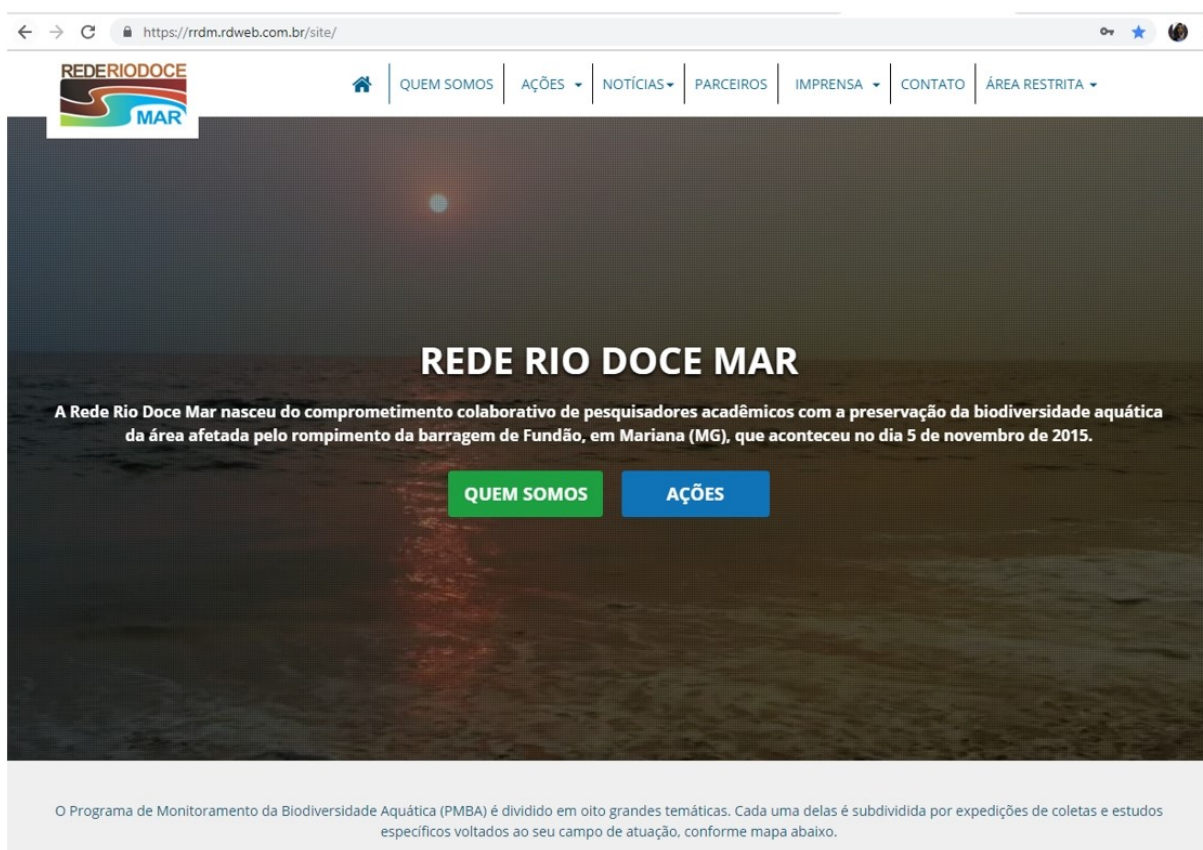 https://rrdm.rdweb.com.br/site/
REDERIODOCE
MAR
QUEM SOMOS
AÇÕES
NOTÍCIAS
PARCEIROS
IMPRENSA
CONTATO
ÁREA RESTRITA
REDE RIO DOCE MAR
A Rede Rio Doce Mar nasceu do comprometimento colaborativo de pesquisadores acadêmicos com a preservação da biodiversidade aquática
da área afetada pelo rompimento da barragem de Fundão, em Mariana (MG), que aconteceu no dia 5 de novembro de 2015.
QUEM SOMOS
AÇÕES
O Programa de Monitoramento da Biodiversidade Aquática (PMBA) é dividido em oito grandes temáticas. Cada uma delas é subdividida por expedições de coletas e estudos
específicos voltados ao seu campo de atuação, conforme mapa abaixo.